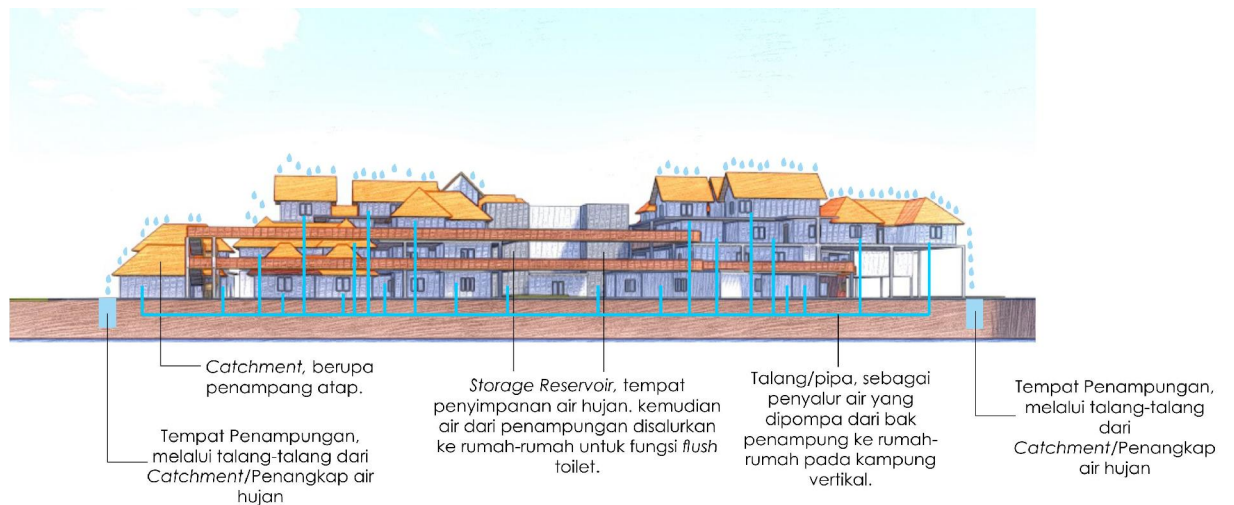 Catchment, berupa
penampang atap.
Tempat Penampungan,
melalui talang-talang dari
Catchment/Penangkap air
hujan
Storage Reservoir, tempat
penyimpanan air hujan. kemudian
air dari penampungan disalurkan
ke rumah-rumah untuk fungsi flush
toilet.
Talang/pipa, sebagai
penyalur air yang
dipompa dari bak
penampung ke rumah-
rumah pada kampung
vertikal.
Tempat Penampungan,
melalui talang-talang
dari
Catchment/Penangkap
air hujan